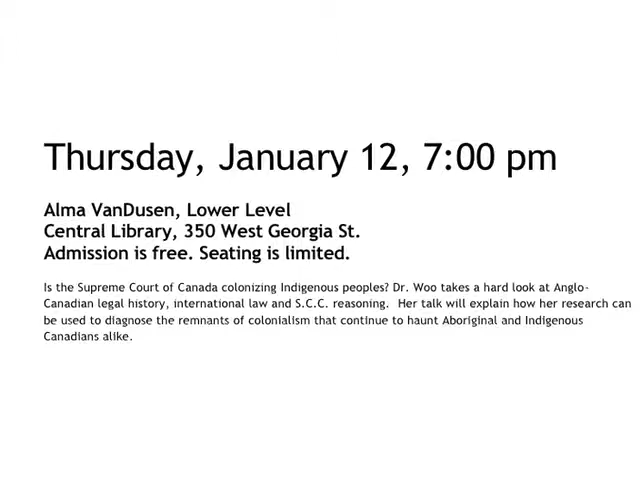 Thursday, January 12, 7:00 pm
Alma VanDusen, Lower Level
Central Library, 350 West Georgia St.
Admission is free. Seating is limited.
Is the Supreme Court of Canada colonizing Indigenous peoples? Dr. Woo takes a hard look at Anglo-
Canadian legal history, international law and S.C.C. reasoning.  Her talk will explain how her research can
be used to diagnose the remnants of colonialism that continue to haunt Aboriginal and Indigenous
Canadians alike.